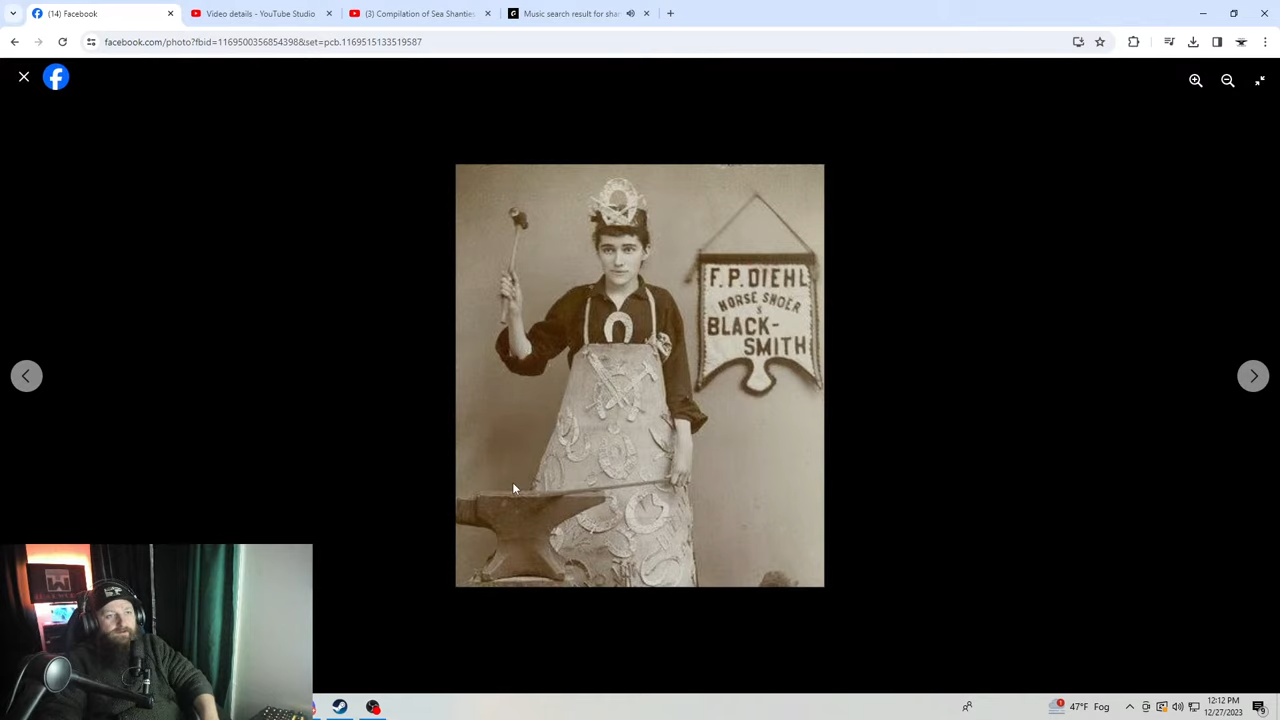 (14) Facebook
Video details - YouTube Studio
(3) Compilation of Sea Shanties
Music search result for shar
facebook.com/photo?fbid=1169500356854398&set=pcb.1169515133519587
F.P. DIEHL
HORSE SHOER
&
BLACK-
SMITH
47°F Fog
12:12 PM
12/27/2023